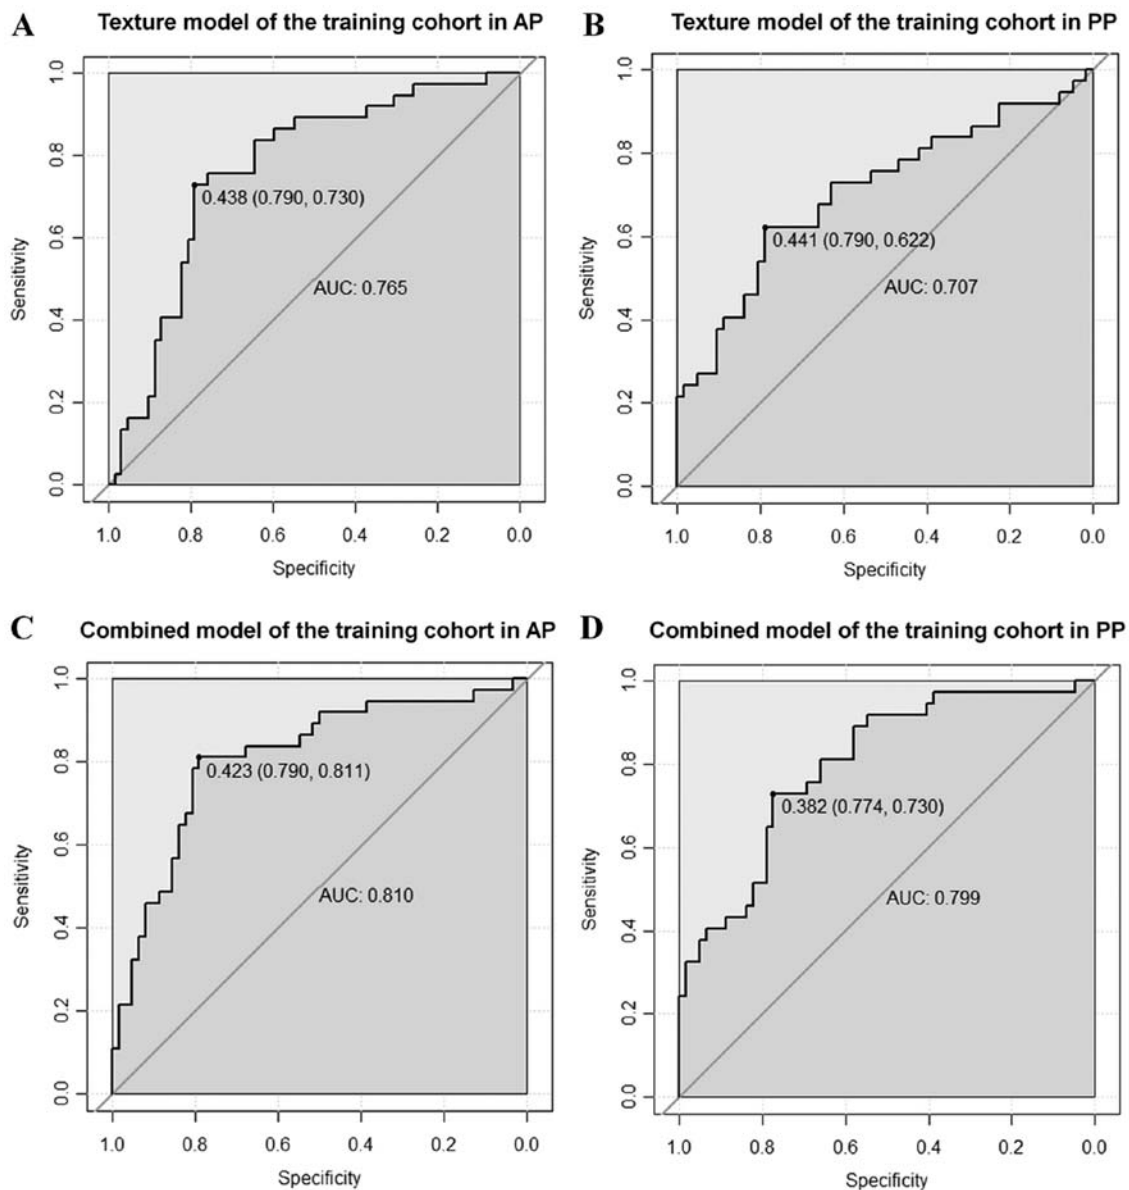 A
Texture model of the training cohort in AP
1.0
0.8
0.6
0.4
0.2
0.0
Sensitivity
0.438 (0.790, 0.730)
AUC: 0.765
1.0 0.8 0.6 0.4 0.2 0.0
Specificity
B
Texture model of the training cohort in PP
1.0
0.8
0.6
0.4
0.2
0.0
Sensitivity
0.441 (0.790, 0.622)
AUC: 0.707
1.0 0.8 0.6 0.4 0.2 0.0
Specificity
C
Combined model of the training cohort in AP
1.0
0.8
0.6
0.4
0.2
0.0
Sensitivity
0.423 (0.790, 0.811)
AUC: 0.810
1.0 0.8 0.6 0.4 0.2 0.0
Specificity
D
Combined model of the training cohort in PP
1.0
0.8
0.6
0.4
0.2
0.0
Sensitivity
0.382 (0.774, 0.730)
AUC: 0.799
1.0 0.8 0.6 0.4 0.2 0.0
Specificity